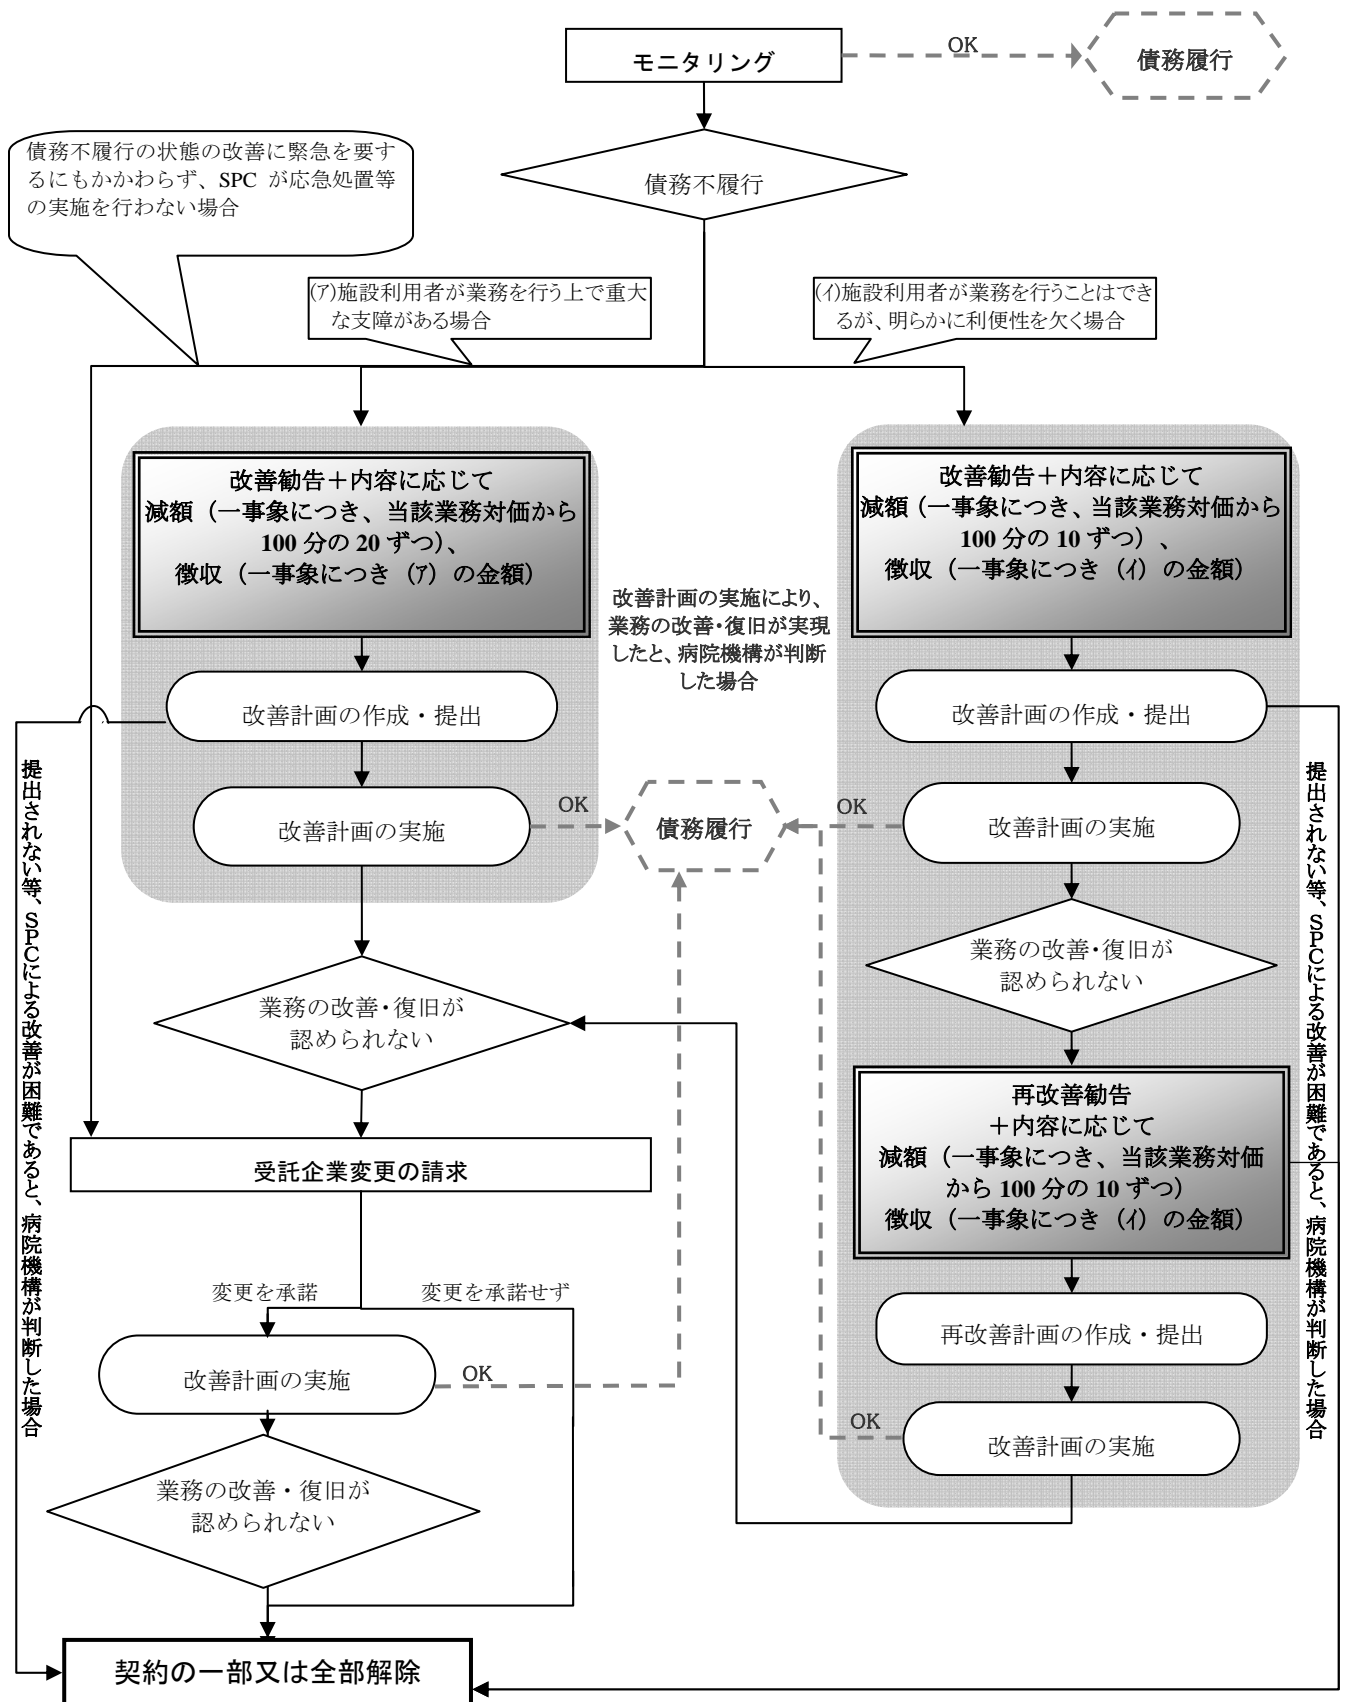 モニタリング
OK
債務履行
債務不履行の状態の改善に緊急を要す
るにもかかわらず、SPC が応急処置等
の実施を行わない場合
債務不履行
(ｱ)施設利用者が業務を行う上で重大
な支障がある場合
(ｲ)施設利用者が業務を行うことはでき
るが、明らかに利便性を欠く場合
改善勧告＋内容に応じて
減額（一事象につき、当該業務対価から
100 分の 20 ずつ）、
徴収（一事象につき（ｱ）の金額）
改善勧告＋内容に応じて
減額（一事象につき、当該業務対価から
100 分の 10 ずつ）、
徴収（一事象につき（ｲ）の金額）
改善計画の実施により、
業務の改善・復旧が実現
したと、病院機構が判断
した場合
改善計画の作成・提出
改善計画の作成・提出
提出されない等、ＳＰＣによる改善が困難であると、病院機構が判断した場合
改善計画の実施
OK
債務履行
OK
改善計画の実施
提出されない等、ＳＰＣによる改善が困難であると、病院機構が判断した場合
業務の改善・復旧が
認められない
業務の改善・復旧が
認められない
再改善勧告
＋内容に応じて
減額（一事象につき、当該業務対価
から 100 分の 10 ずつ）
徴収（一事象につき（ｲ）の金額）
受託企業変更の請求
変更を承諾
変更を承諾せず
再改善計画の作成・提出
改善計画の実施
OK
OK
改善計画の実施
業務の改善・復旧が
認められない
契約の一部又は全部解除